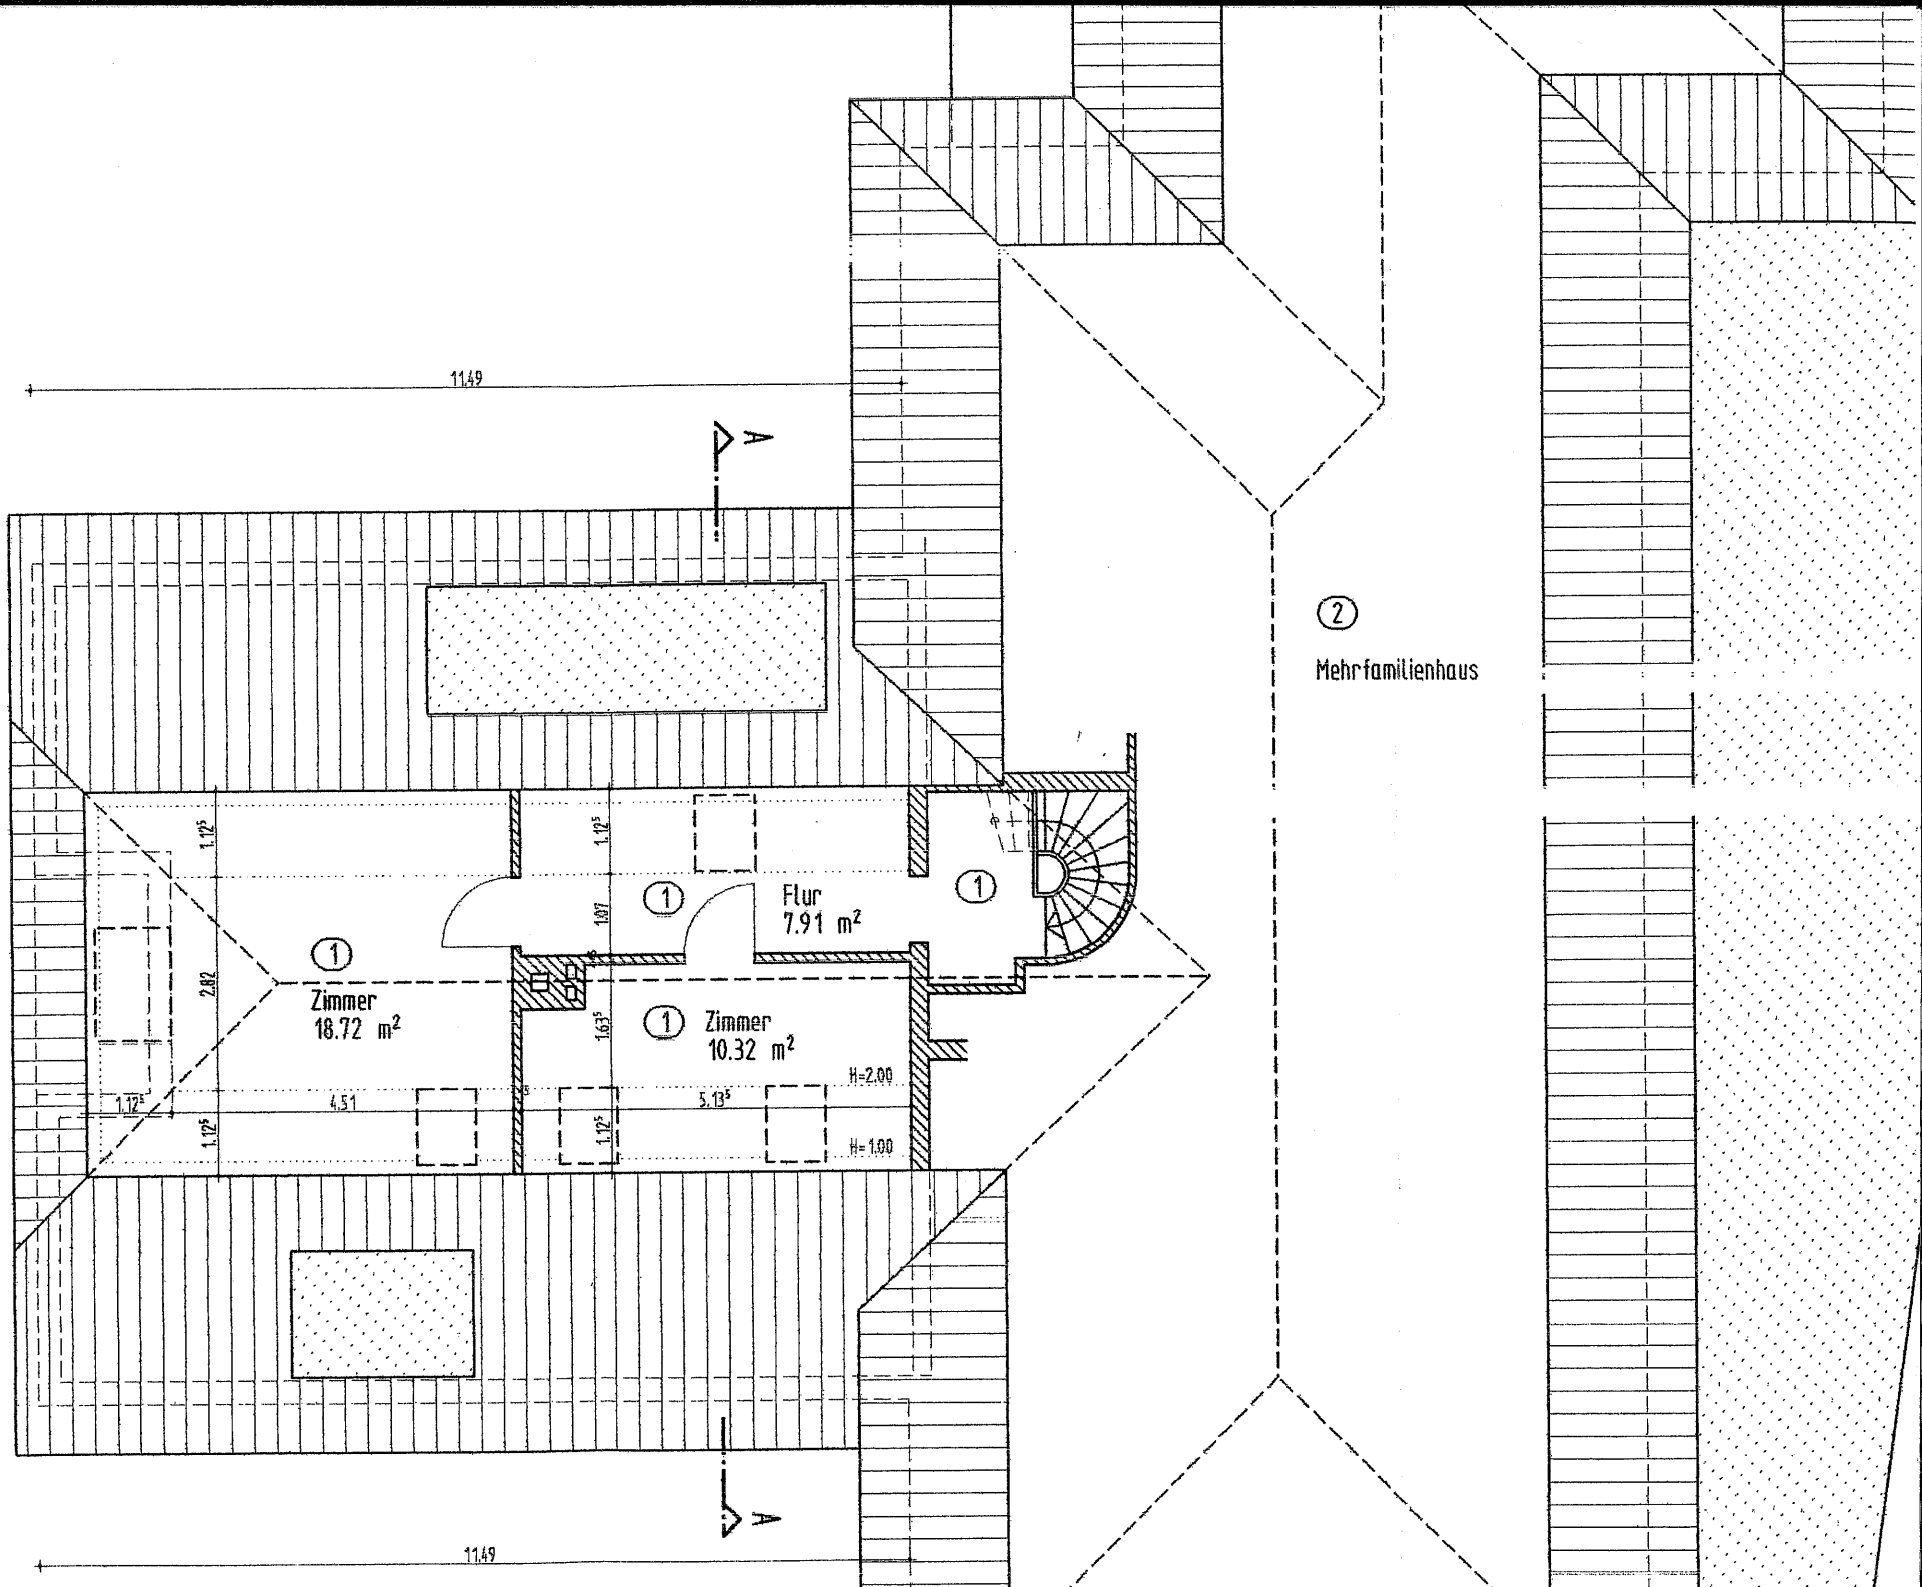 11.49
A
2
Mehrfamilienhaus
1.12⁵
1.12⁵
1
Flur
7.91 m²
1
1.07
1
Zimmer
18.72 m²
2.82
1.63⁵
1
Zimmer
10.32 m²
H=2.00
1.12⁵
4.51
5.13⁵
1.12⁵
1.12⁵
H=1.00
A
11.49